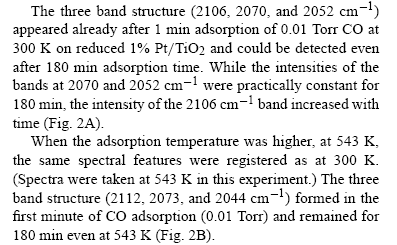 The three band structure (2106, 2070, and 2052 cm⁻¹)
appeared already after 1 min adsorption of 0.01 Torr CO at
300 K on reduced 1% Pt/TiO₂ and could be detected even
after 180 min adsorption time. While the intensities of the
bands at 2070 and 2052 cm⁻¹ were practically constant for
180 min, the intensity of the 2106 cm⁻¹ band increased with
time (Fig. 2A).
When the adsorption temperature was higher, at 543 K,
the same spectral features were registered as at 300 K.
(Spectra were taken at 543 K in this experiment.) The three
band structure (2112, 2073, and 2044 cm⁻¹) formed in the
first minute of CO adsorption (0.01 Torr) and remained for
180 min even at 543 K (Fig. 2B).